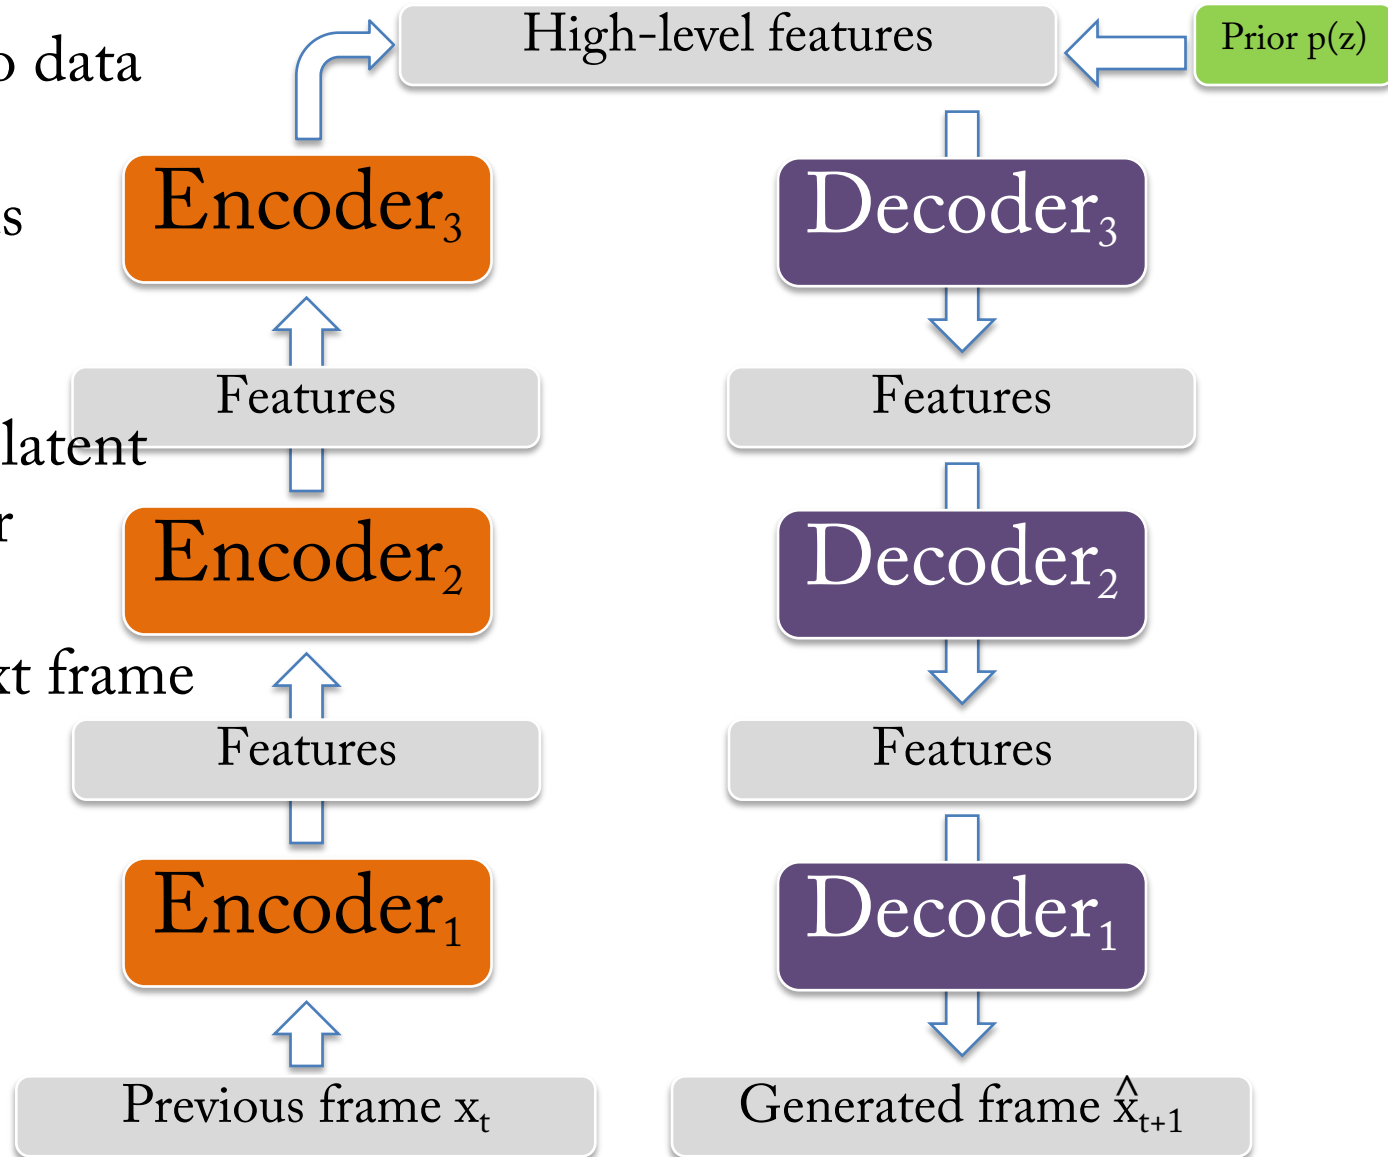 High-level features
Prior p(z)
data
Encoder₃
Decoder₃
Features
Features
latent
Encoder₂
Decoder₂
frame
Features
Features
Encoder₁
Decoder₁
Previous frame xₜ
Generated frame x̂ₜ₊₁